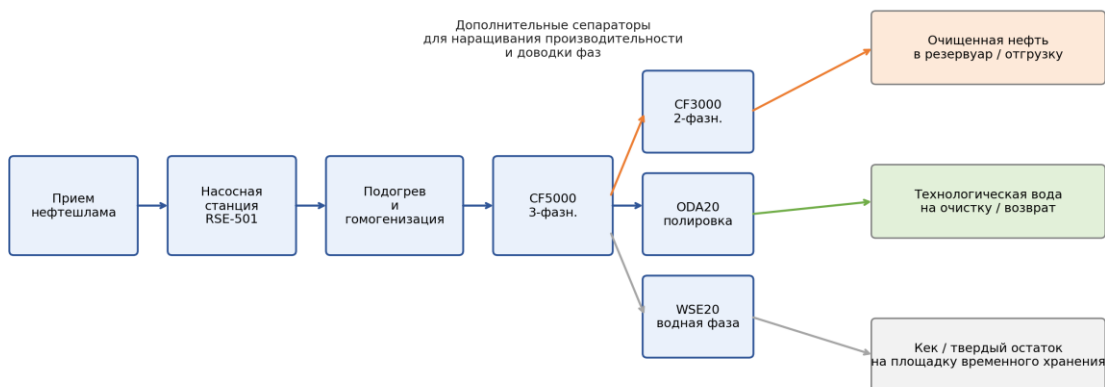 Дополнительные сепараторы
для наращивания производительности
и доводки фаз
Прием
нефтешлама
Насосная
станция
RSE-501
Подогрев
и
гомогенизация
CF5000
3-фазн.
CF3000
2-фазн.
ODA20
полировка
WSE20
водная фаза
Очищенная нефть
в резервуар / отгрузку
Технологическая вода
на очистку / возврат
Кек / твердый остаток
на площадку временного хранения